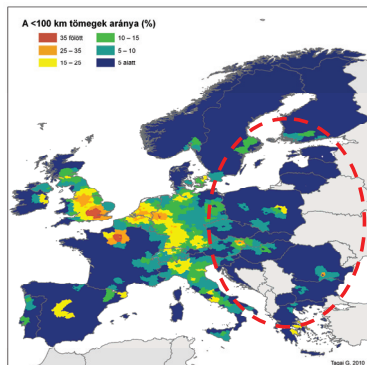 A <100 km tömegek aránya (%)
35 fölött
10 – 15
25 – 35
5 – 10
15 – 25
5 alatt
Tagai G. 2010